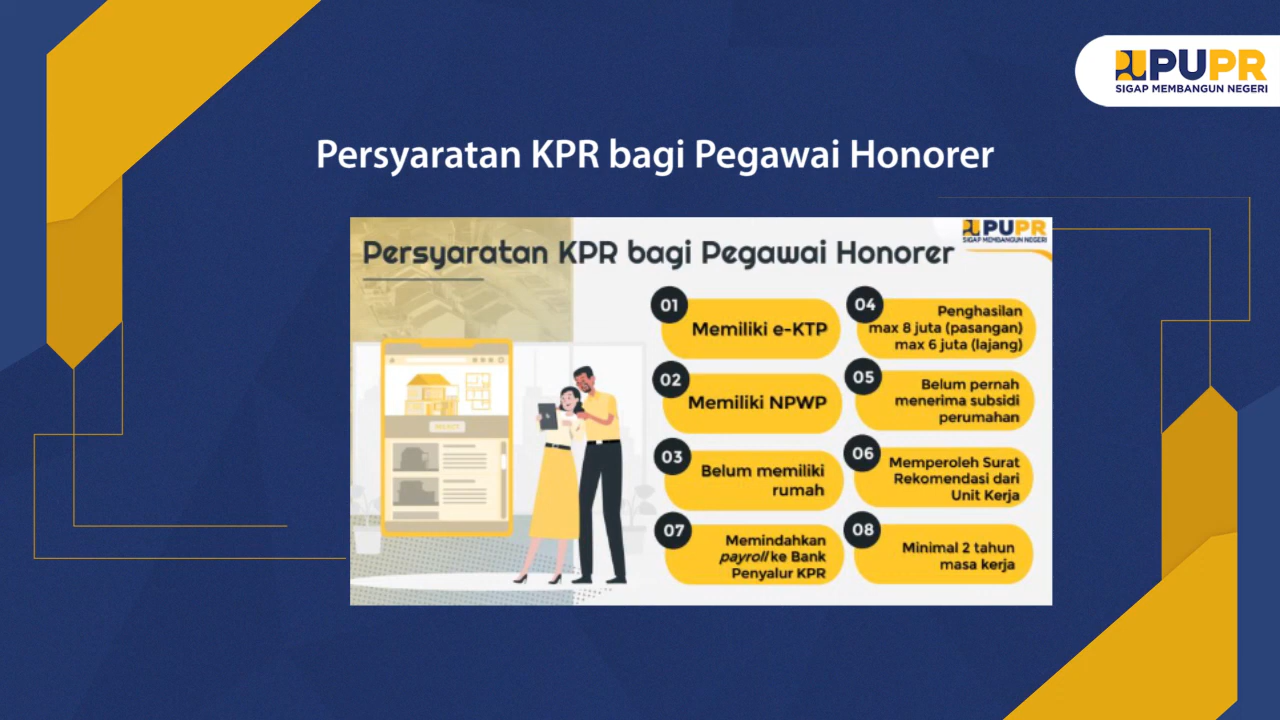 PUPR
SIGAP MEMBANGUN NEGERI
Persyaratan KPR bagi Pegawai Honorer
PUPR
SIGAP MEMBANGUN NEGERI
Persyaratan KPR bagi Pegawai Honorer
01
Memiliki e-KTP
02
Memiliki NPWP
03
Belum memiliki
rumah
04
Penghasilan
max 8 juta (pasangan)
max 6 juta (lajang)
05
Belum pernah
menerima subsidi
perumahan
06
Memperoleh Surat
Rekomendasi dari
Unit Kerja
07
Memindahkan
payroll ke Bank
Penyalur KPR
08
Minimal 2 tahun
masa kerja